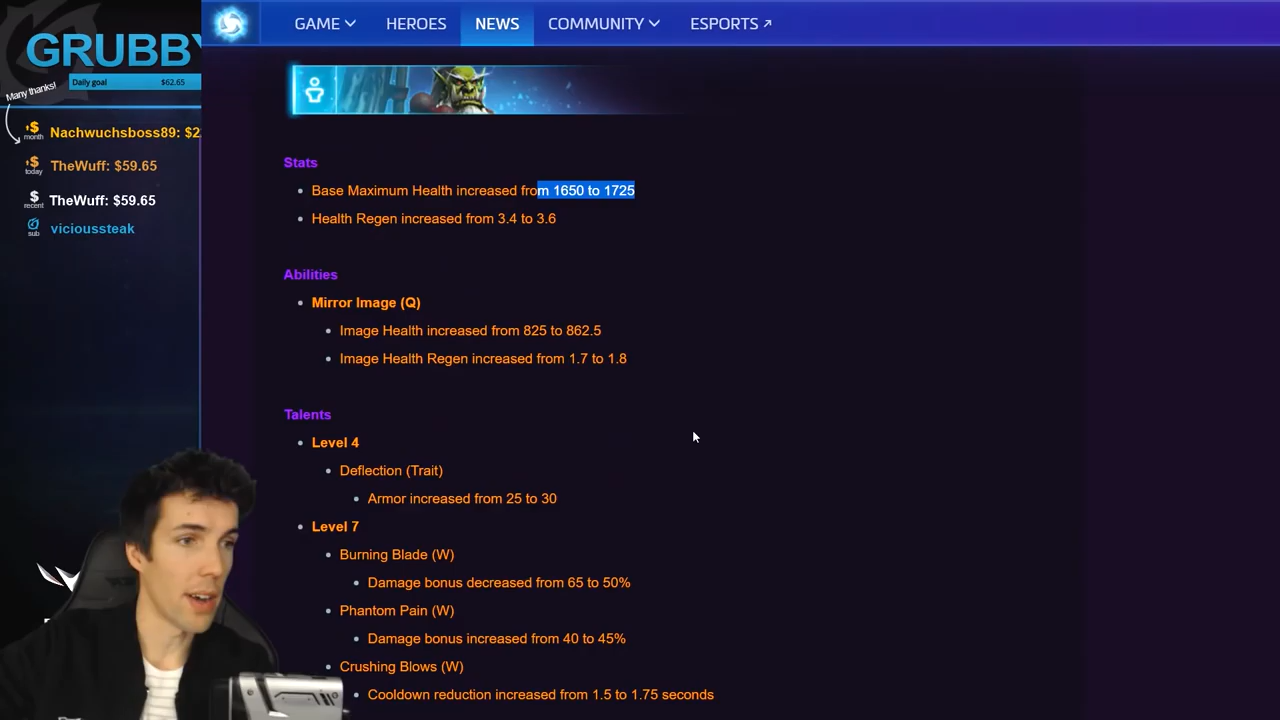 GAME HEROES NEWS COMMUNITY ESPORTS
GRUBBY
Daily goal $62.65
Many thanks!
$ month Nachwuchsboss89: $2
$ today TheWuff: $59.65
$ recent TheWuff: $59.65
sub vicioussteak
Stats
Base Maximum Health increased from 1650 to 1725
Health Regen increased from 3.4 to 3.6
Abilities
Mirror Image (Q)
Image Health increased from 825 to 862.5
Image Health Regen increased from 1.7 to 1.8
Talents
Level 4
Deflection (Trait)
Armor increased from 25 to 30
Level 7
Burning Blade (W)
Damage bonus decreased from 65 to 50%
Phantom Pain (W)
Damage bonus increased from 40 to 45%
Crushing Blows (W)
Cooldown reduction increased from 1.5 to 1.75 seconds